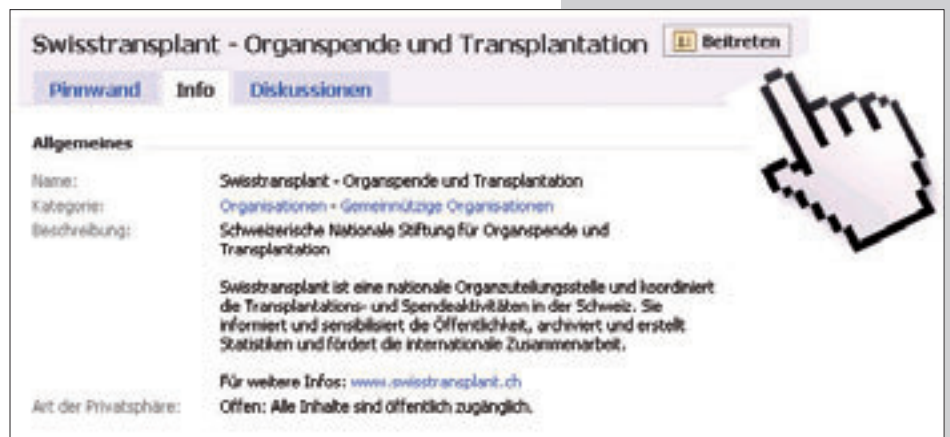 Swisstransplant - Organspende und Transplantation Beitreten
Pinnwand Info Diskussionen
Allgemeines
Name: Swisstransplant - Organspende und Transplantation
Kategorie: Organisationen - Gemeinnützige Organisationen
Beschreibung: Schweizerische Nationale Stiftung für Organspende und
Transplantation
Swisstransplant ist eine nationale Organzuteilungsstelle und koordiniert
die Transplantations- und Spendeaktivitäten in der Schweiz. Sie
informiert und sensibilisiert die Öffentlichkeit, archiviert und erstellt
Statistiken und fördert die internationale Zusammenarbeit.
Für weitere Infos: www.swisstransplant.ch
Art der Privatsphäre: Offen: Alle Inhalte sind öffentlich zugänglich.